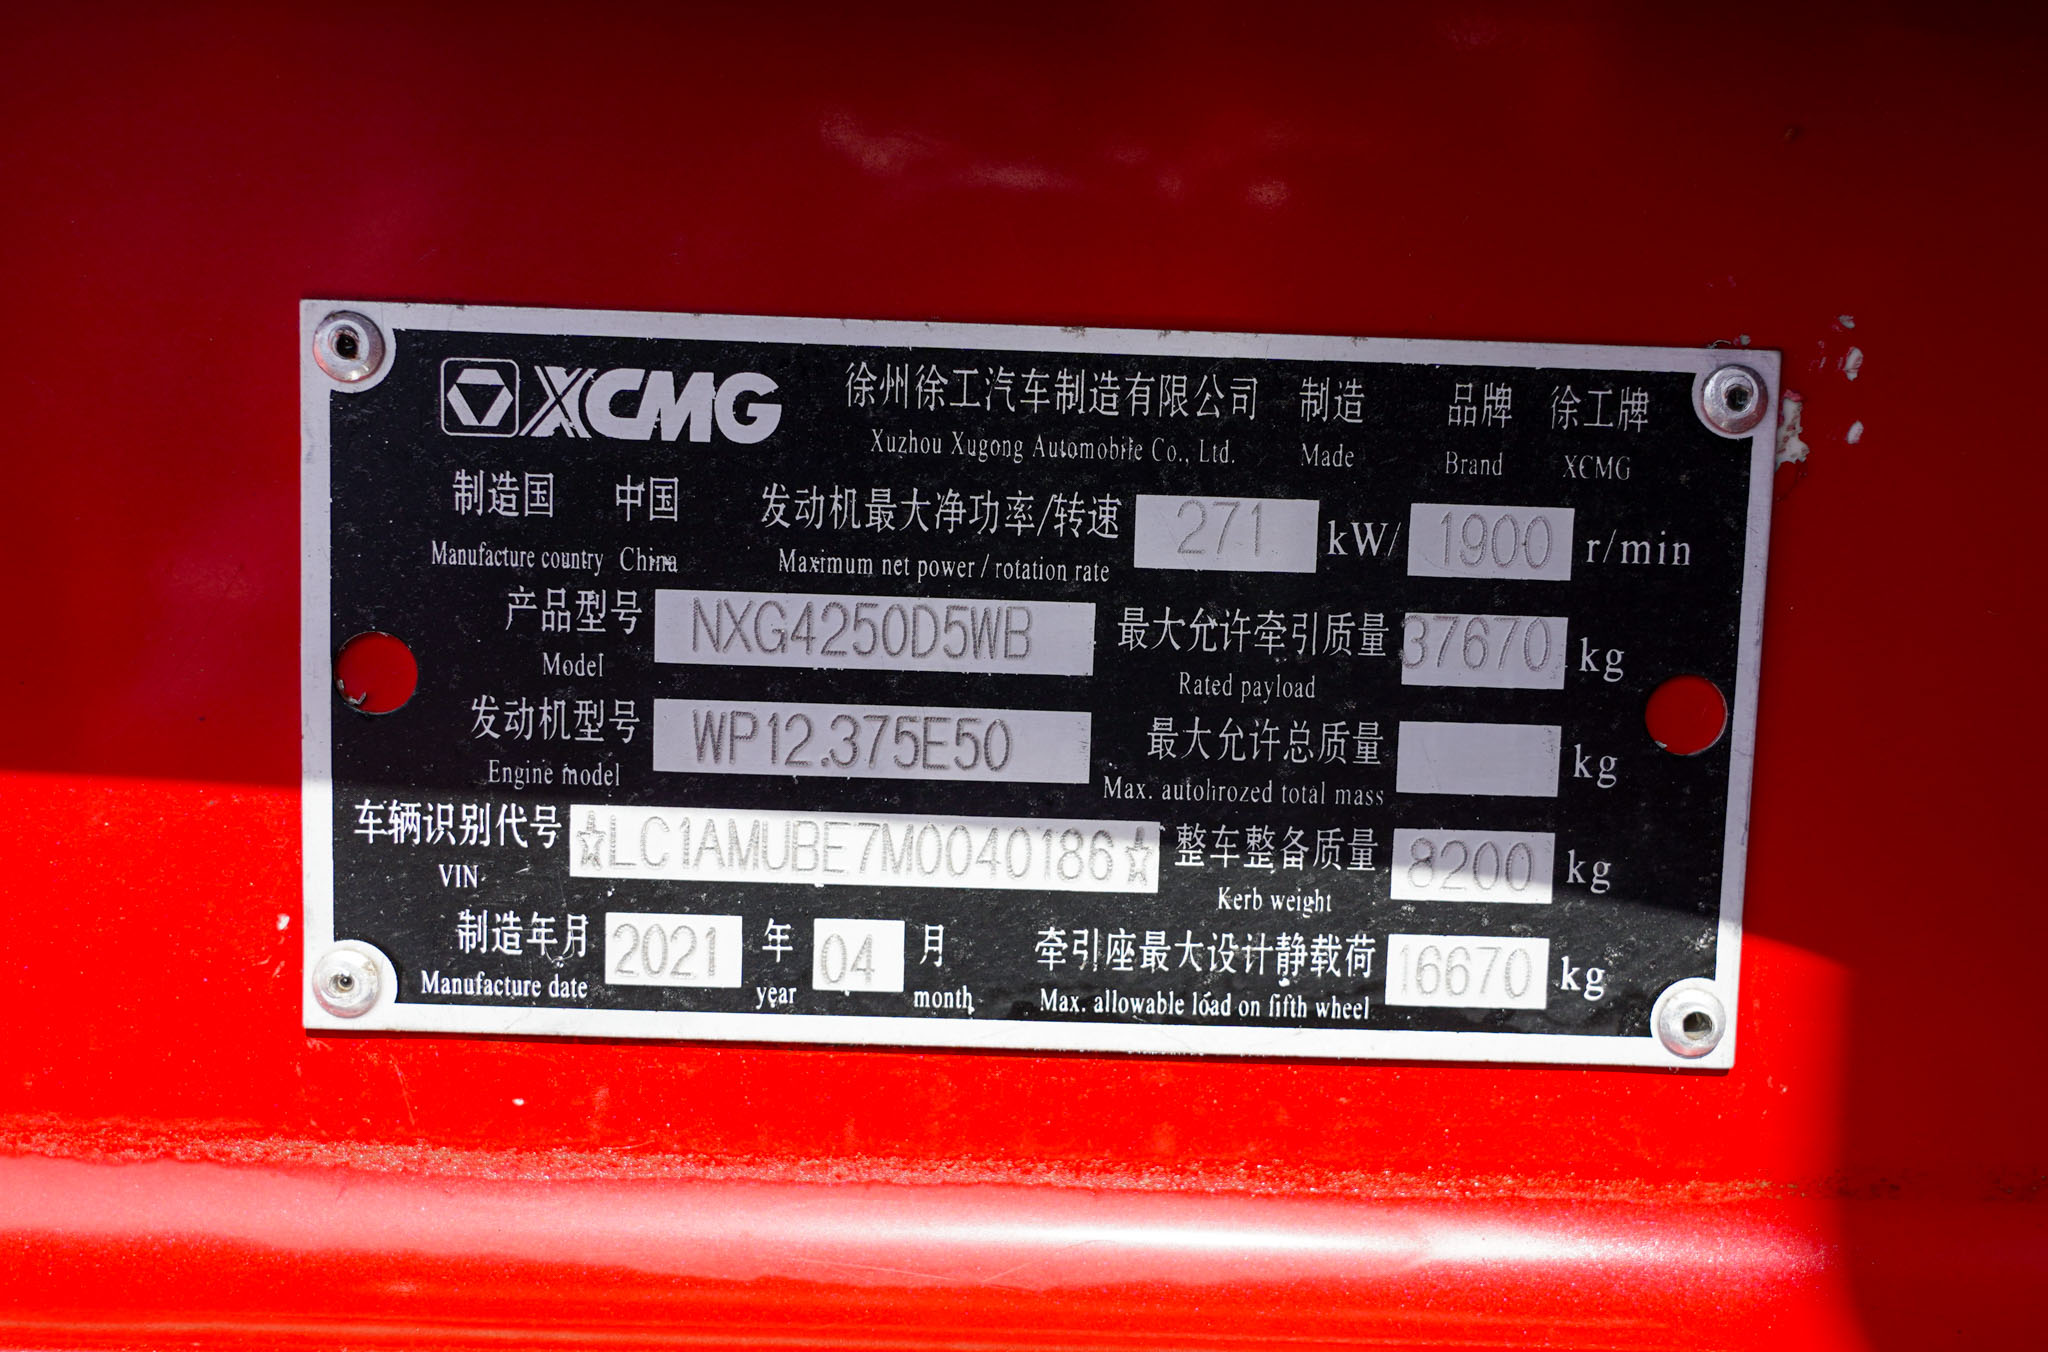 XCMG 徐州徐工汽车制造有限公司 制造 品牌 徐工牌
Xuzhou Xugong Automobile Co., Ltd. Made Brand XCMG
制造国 中国 发动机最大净功率/转速 271 kW/ 1900 r/min
Manufacture country China Maximum net power / rotation rate
产品型号 NXG4250D5WB 最大允许牵引质量 37670 kg
Model Rated payload
发动机型号 WP12.375E50 最大允许总质量 kg
Engine model Max. autohrozed total mass
车辆识别代号 ☆LC1AMUBE7M0040186☆ 整车整备质量 8200 kg
VIN Kerb weight
制造年月 2021 年 04 月 牵引座最大设计静载荷 16670 kg
Manufacture date year month Max. allowable load on fifth wheel